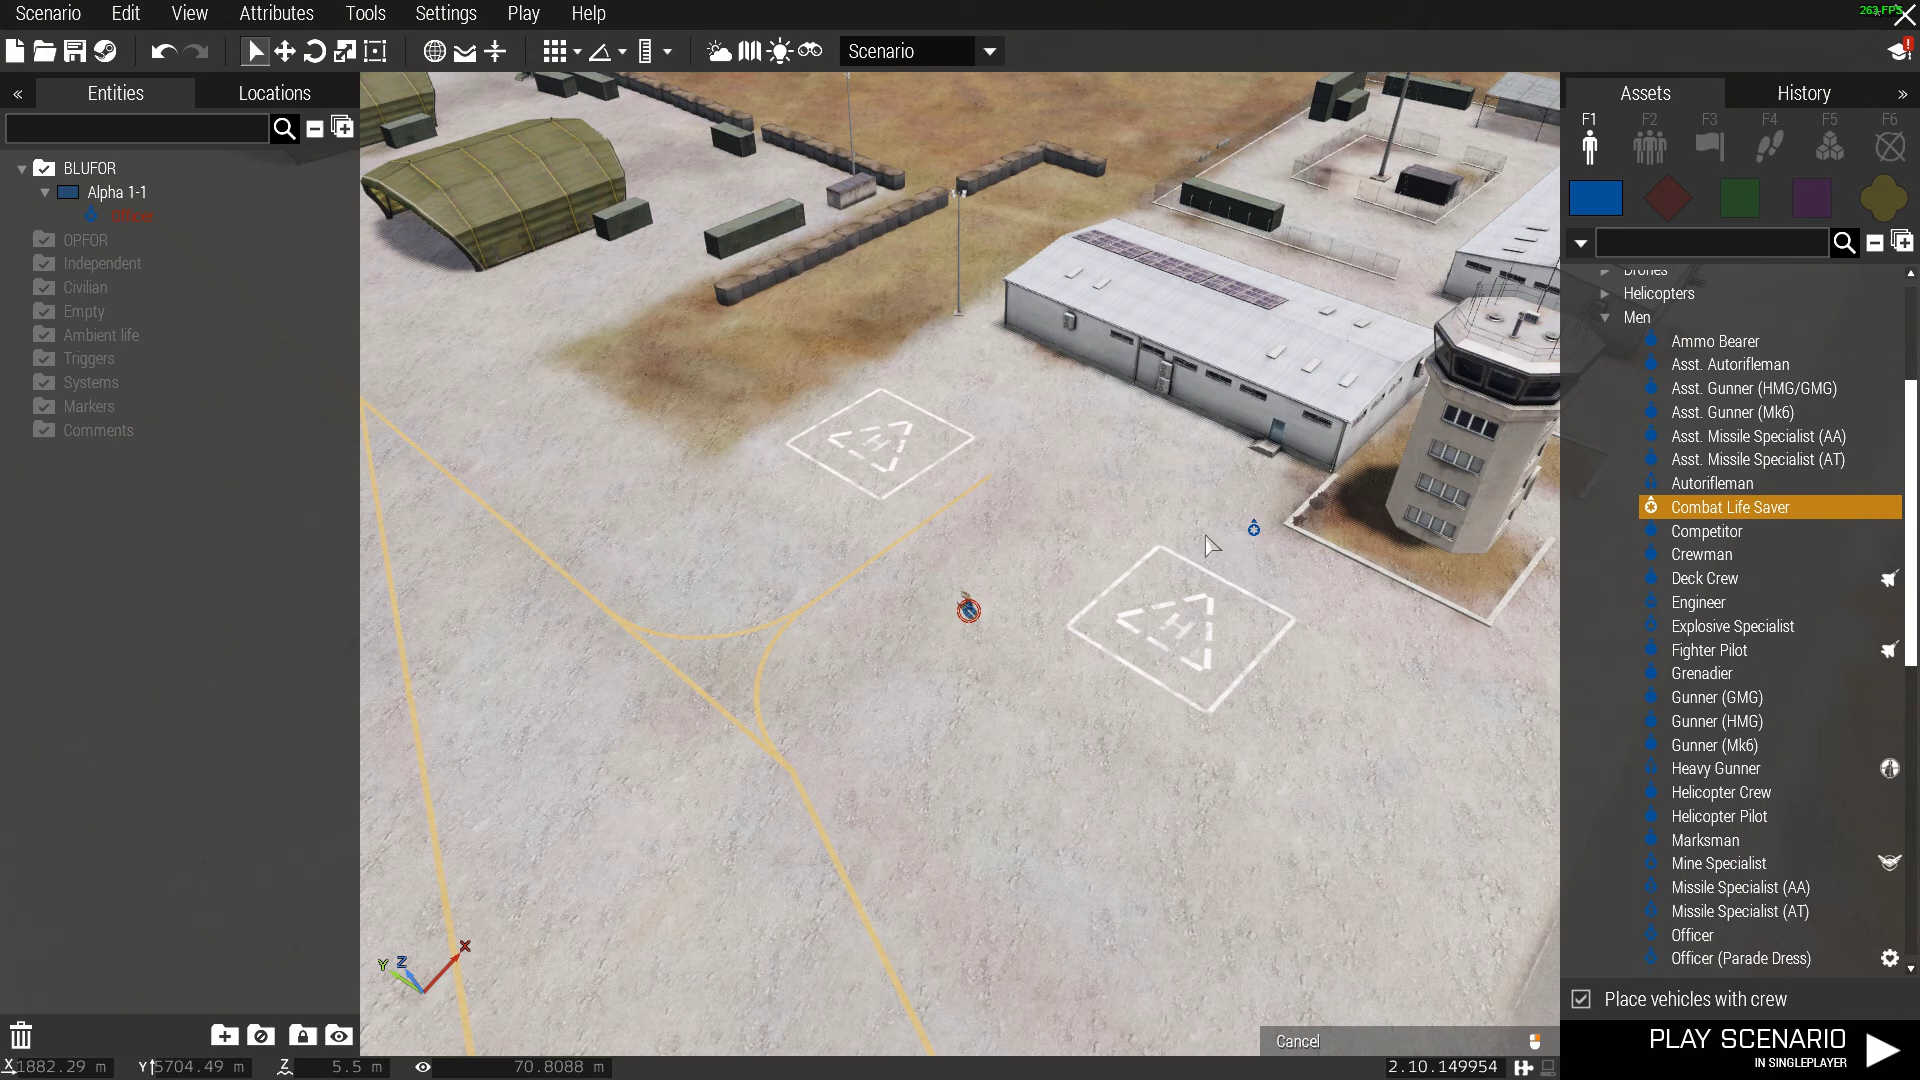 Scenario Edit View Attributes Tools Settings Play Help
263 FPS
Scenario
!
« Entities Locations
Assets History »
F1 F2 F3 F4 F5 F6
BLUFOR
Alpha 1-1
Officer
OPFOR
Independent
Civilian
Empty
Ambient life
Triggers
Systems
Markers
Comments
H
H
Drones
Helicopters
Men
Ammo Bearer
Asst. Autorifleman
Asst. Gunner (HMG/GMG)
Asst. Gunner (Mk6)
Asst. Missile Specialist (AA)
Asst. Missile Specialist (AT)
Autorifleman
Combat Life Saver
Competitor
Crewman
Deck Crew
Engineer
Explosive Specialist
Fighter Pilot
Grenadier
Gunner (GMG)
Gunner (HMG)
Gunner (Mk6)
Heavy Gunner
Helicopter Crew
Helicopter Pilot
Marksman
Mine Specialist
Missile Specialist (AA)
Missile Specialist (AT)
Officer
Officer (Parade Dress)
Y Z X
Place vehicles with crew
Cancel
PLAY SCENARIO
IN SINGLEPLAYER
X 1882.29 m Y 5704.49 m Z 5.5 m 70.8088 m 2.10.149954